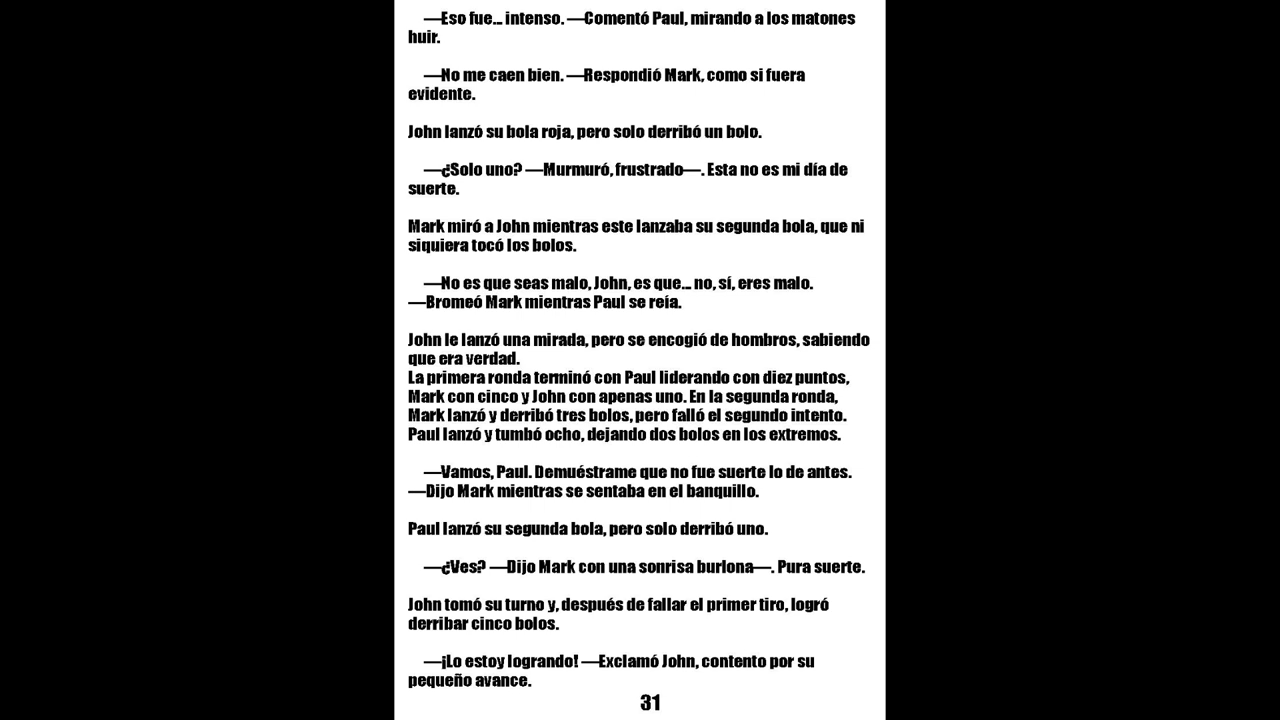 —Eso fue... intenso. —Comentó Paul, mirando a los matones
huir.
—No me caen bien. —Respondió Mark, como si fuera
evidente.
John lanzó su bola roja, pero solo derribó un bolo.
—¿Solo uno? —Murmuró, frustrado—. Esta no es mi día de
suerte.
Mark miró a John mientras este lanzaba su segunda bola, que ni
siquiera tocó los bolos.
—No es que seas malo, John, es que... no, sí, eres malo.
—Bromeó Mark mientras Paul se reía.
John le lanzó una mirada, pero se encogió de hombros, sabiendo
que era verdad.
La primera ronda terminó con Paul liderando con diez puntos,
Mark con cinco y John con apenas uno. En la segunda ronda,
Mark lanzó y derribó tres bolos, pero falló el segundo intento.
Paul lanzó y tumbó ocho, dejando dos bolos en los extremos.
—Vamos, Paul. Demuéstrame que no fue suerte lo de antes.
—Dijo Mark mientras se sentaba en el banquillo.
Paul lanzó su segunda bola, pero solo derribó uno.
—¿Ves? —Dijo Mark con una sonrisa burlona—. Pura suerte.
John tomó su turno y, después de fallar el primer tiro, logró
derribar cinco bolos.
—¡Lo estoy logrando! —Exclamó John, contento por su
pequeño avance.
31